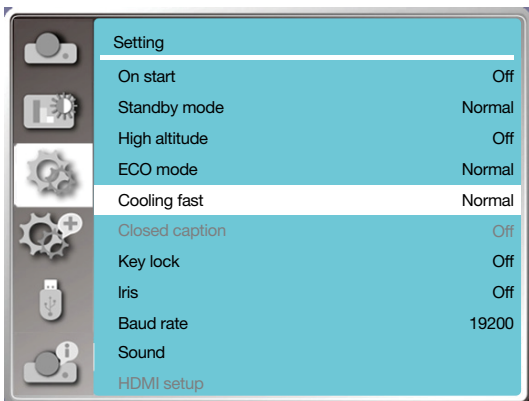 Setting
On start Off
Standby mode Normal
High altitude Off
ECO mode Normal
Cooling fast Normal
Closed caption Off
Key lock Off
Iris Off
Baud rate 19200
Sound
HDMI setup